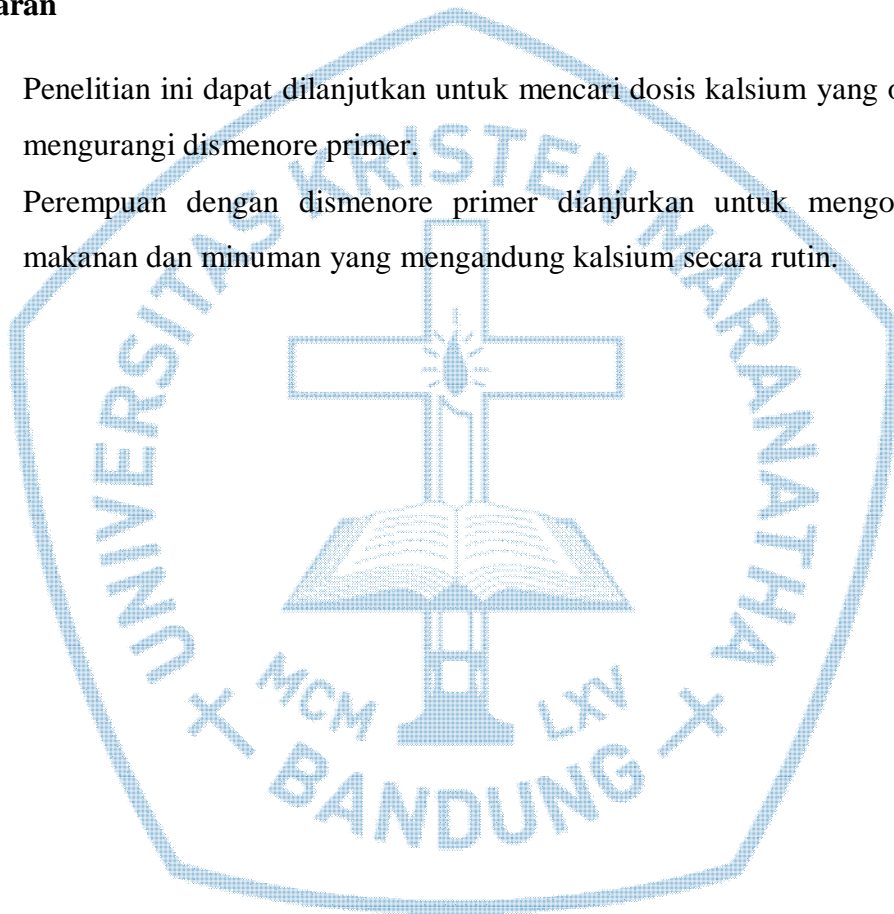 aran
Penelitian ini dapat dilanjutkan untuk mencari dosis kalsium yang
mengurangi dismenore primer.
Perempuan dengan dismenore primer dianjurkan untuk mengo
makanan dan minuman yang mengandung kalsium secara rutin.
UNIVERSITAS KRISTEN MARANATHA
MCM LXV
BANDUNG